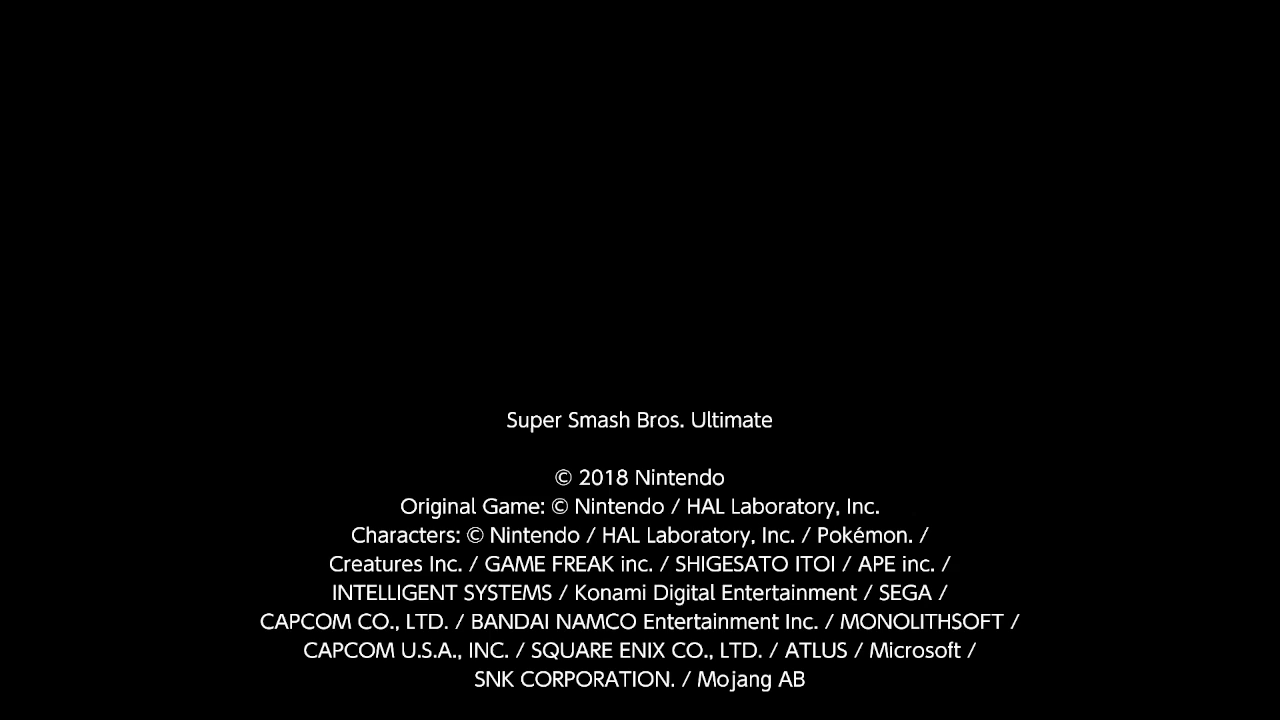 Super Smash Bros. Ultimate
© 2018 Nintendo
Original Game: © Nintendo / HAL Laboratory, Inc.
Characters: © Nintendo / HAL Laboratory, Inc. / Pokémon. /
Creatures Inc. / GAME FREAK inc. / SHIGESATO ITOI / APE inc. /
INTELLIGENT SYSTEMS / Konami Digital Entertainment / SEGA /
CAPCOM CO., LTD. / BANDAI NAMCO Entertainment Inc. / MONOLITHSOFT /
CAPCOM U.S.A., INC. / SQUARE ENIX CO., LTD. / ATLUS / Microsoft /
SNK CORPORATION. / Mojang AB